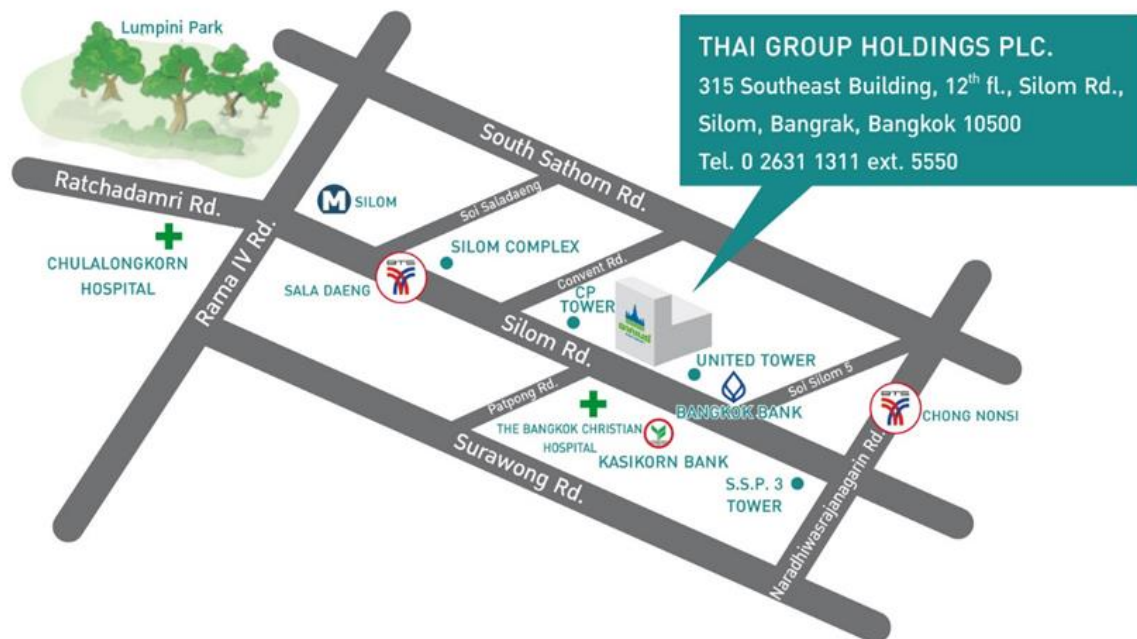 Lumpini Park
THAI GROUP HOLDINGS PLC.
315 Southeast Building, 12th fl., Silom Rd.,
Silom, Bangrak, Bangkok 10500
Tel. 0 2631 1311 ext. 5550
South Sathorn Rd.
Ratchadamri Rd.
M SILOM
Soi Saladaeng
CHULALONGKORN
HOSPITAL
Rama IV Rd.
SILOM COMPLEX
BTS
SALA DAENG
Convent Rd.
CP
TOWER
Silom Rd.
UNITED TOWER
Soi Silom 5
BANGKOK BANK
BTS
CHONG NONSI
Patpong Rd.
THE BANGKOK CHRISTIAN
HOSPITAL
KASIKORN BANK
Surawong Rd.
S.S.P. 3
TOWER
Naradhiwasrajanagarin Rd.